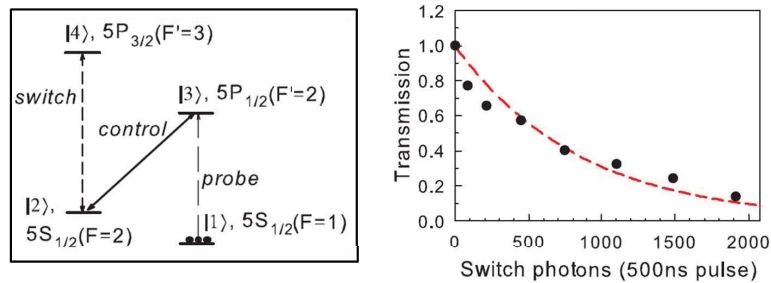 |4⟩, 5P3/2(F'=3)
switch
control
|3⟩, 5P1/2(F'=2)
probe
|2⟩,
5S1/2(F=2)
|1⟩, 5S1/2(F=1)
Transmission
1.2
1.0
0.8
0.6
0.4
0.2
0.0
0
500
1000
1500
2000
Switch photons (500ns pulse)